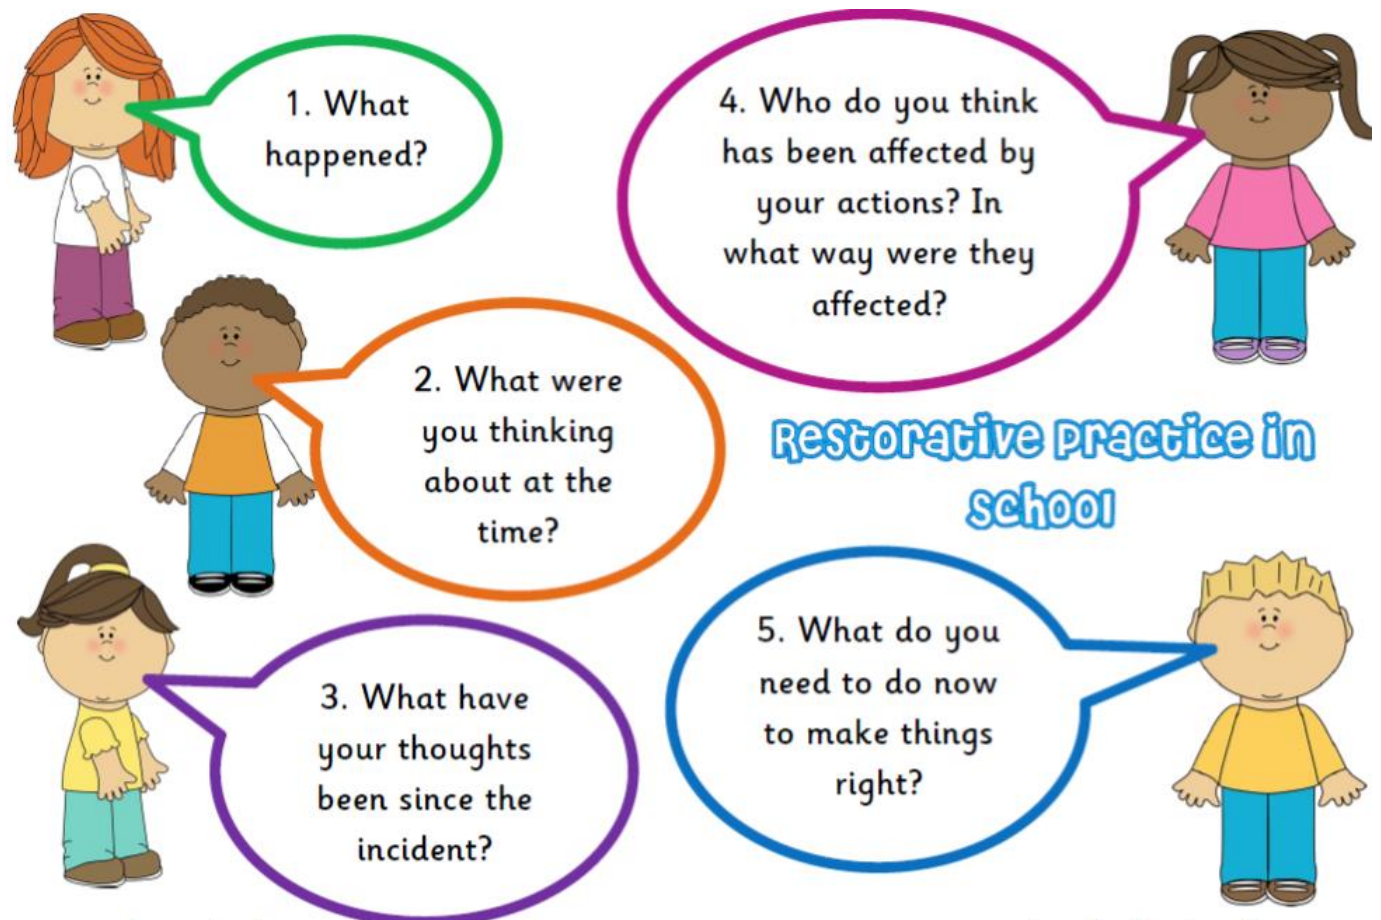 1. What
happened?
2. What were
you thinking
about at the
time?
3. What have
your thoughts
been since the
incident?
4. Who do you think
has been affected by
your actions? In
what way were they
affected?
Restorative practice in
school
5. What do you
need to do now
to make things
right?